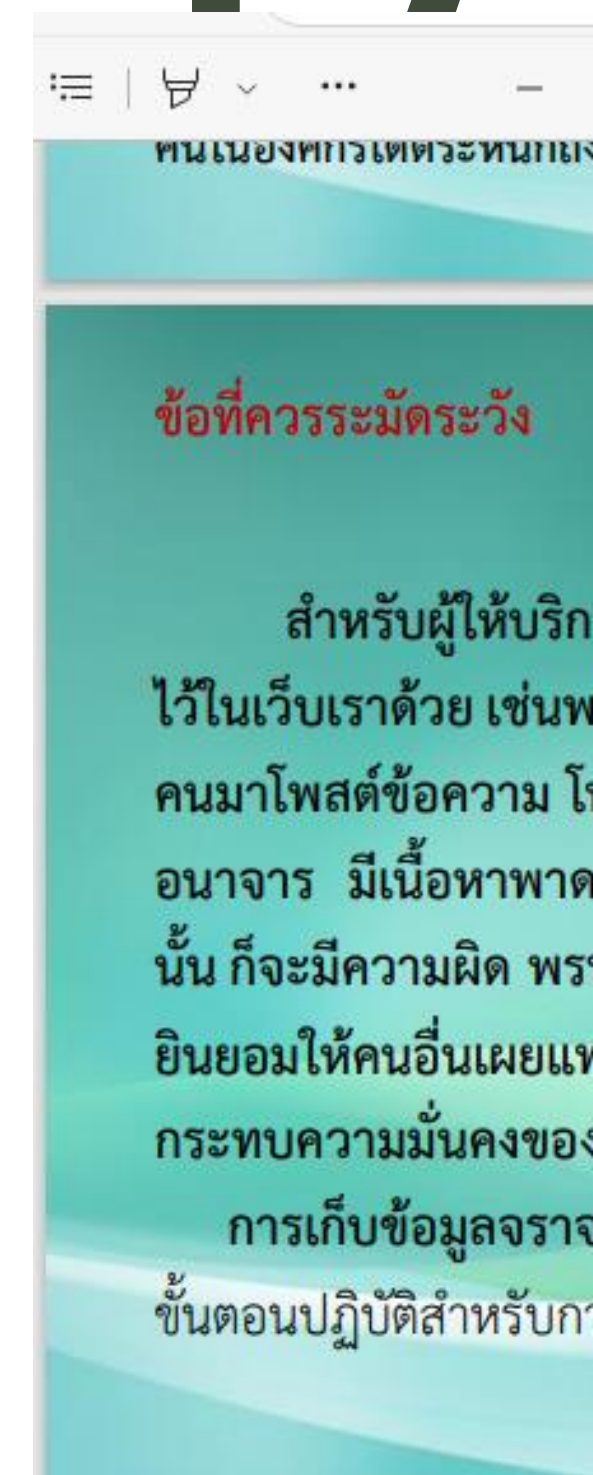 ข้อที่ควรระมัดระวัง
สำหรับผู้ให้บริก
ไว้ในเว็บเราด้วย เช่นพ
คนมาโพสต์ข้อความ โ
อนาจาร มีเนื้อหาพาด
นั้น ก็จะมีความผิด พร
ยินยอมให้คนอื่นเผยแพ
กระทบความมั่นคงของ
การเก็บข้อมูลจราจ
ขั้นตอนปฏิบัติสำหรับกา